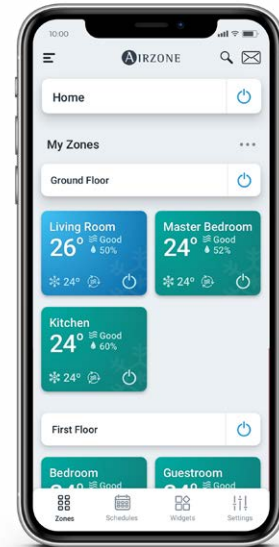 10:00
AIRZONE
Home
My Zones
Ground Floor
Living Room
26° Good
50%
24°
Master Bedroom
24° Good
52%
24°
Kitchen
24° Good
60%
24°
First Floor
Bedroom
Good
Guestroom
Good
Zones
Schedules
Widgets
Settings